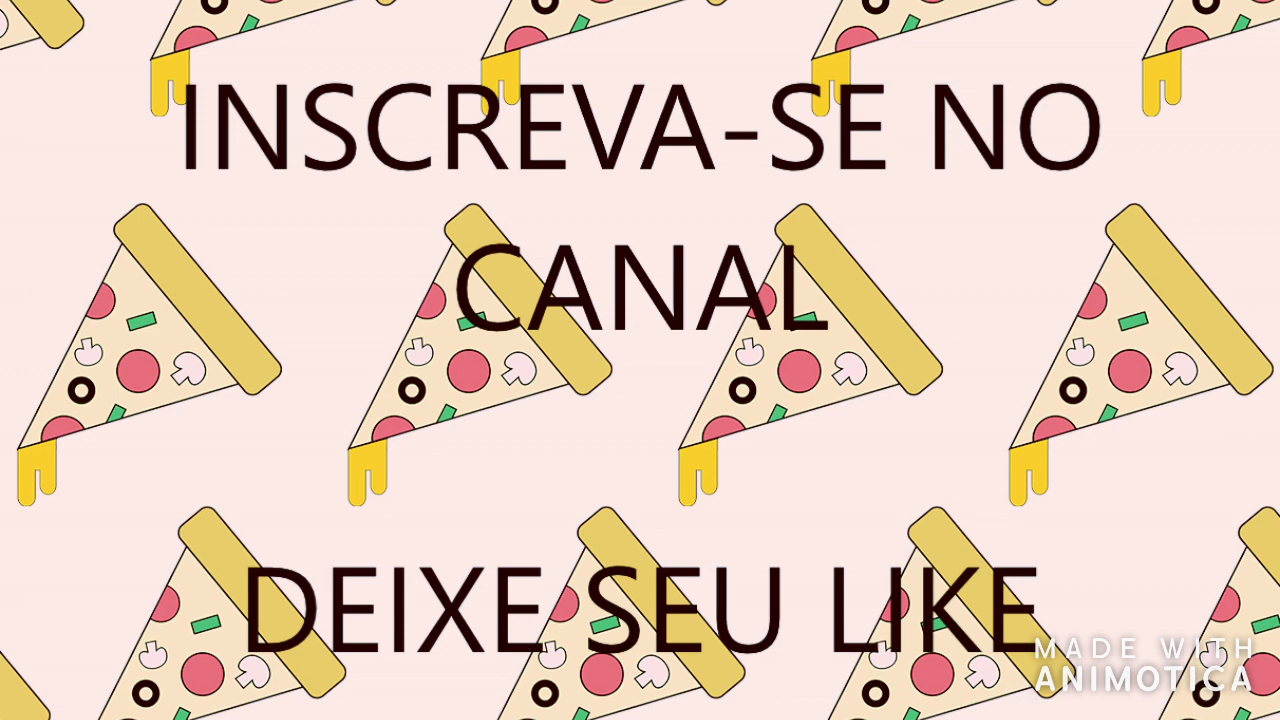 INSCREVA-SE NO
CANAL
DEIXE SEU LIKE
MADE WITH
ANIMOTICA